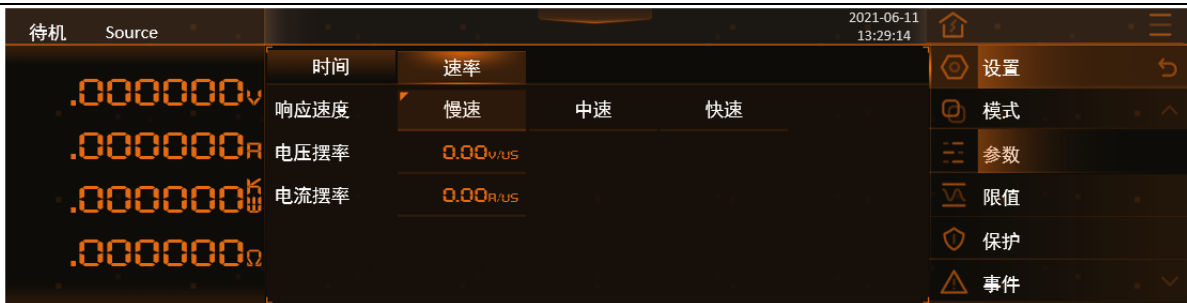 待机 Source
2021-06-11
13:29:14
.000000v
.000000A
.000000KW
.000000Ω
时间 速率
响应速度 慢速 中速 快速
电压摆率 0.00V/US
电流摆率 0.00A/US
设置
模式
参数
限值
保护
事件